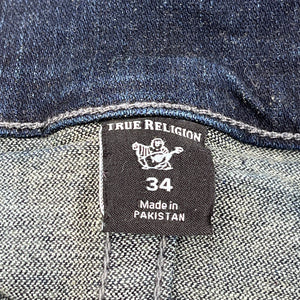 TRUE RELIGION
34
Made in
PAKISTAN